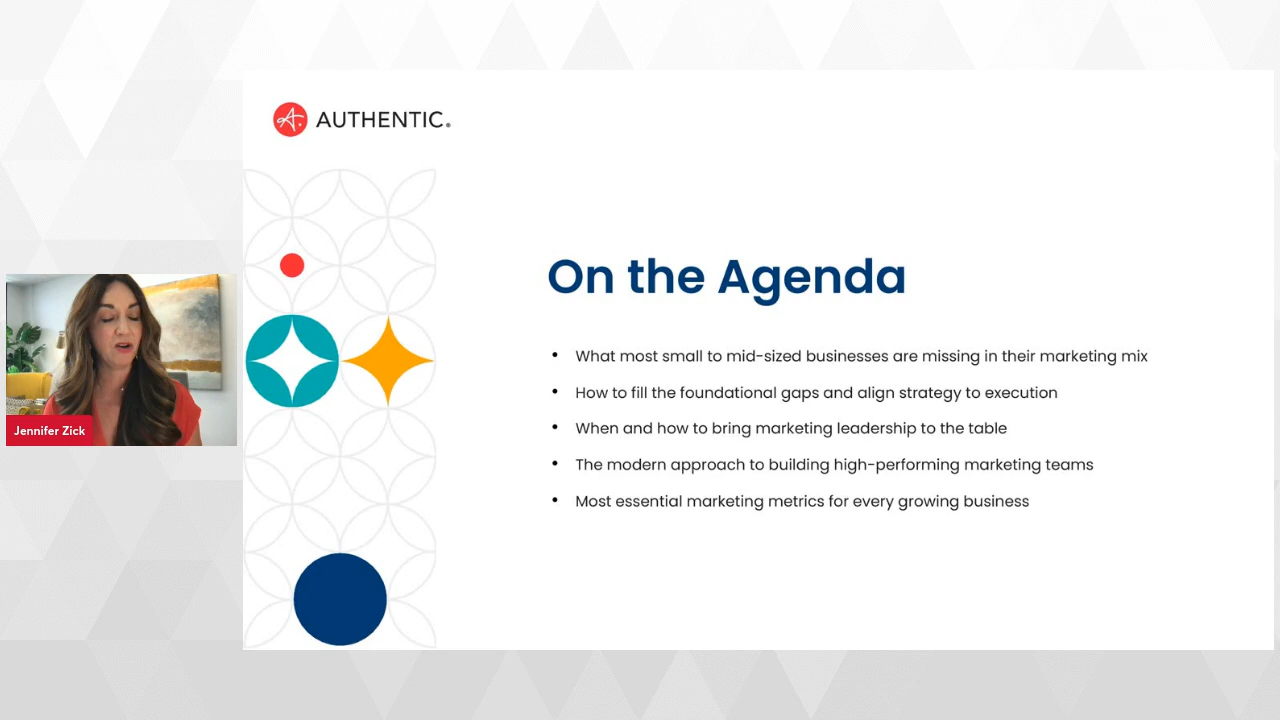 AUTHENTIC®
On the Agenda
• What most small to mid-sized businesses are missing in their marketing mix
• How to fill the foundational gaps and align strategy to execution
• When and how to bring marketing leadership to the table
• The modern approach to building high-performing marketing teams
• Most essential marketing metrics for every growing business
Jennifer Zick